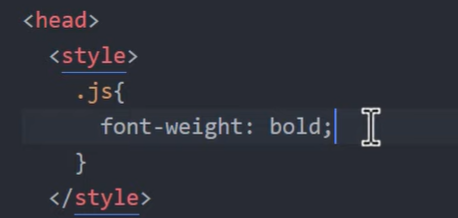 <head>
<style>
.js{
font-weight: bold;
}
</style>